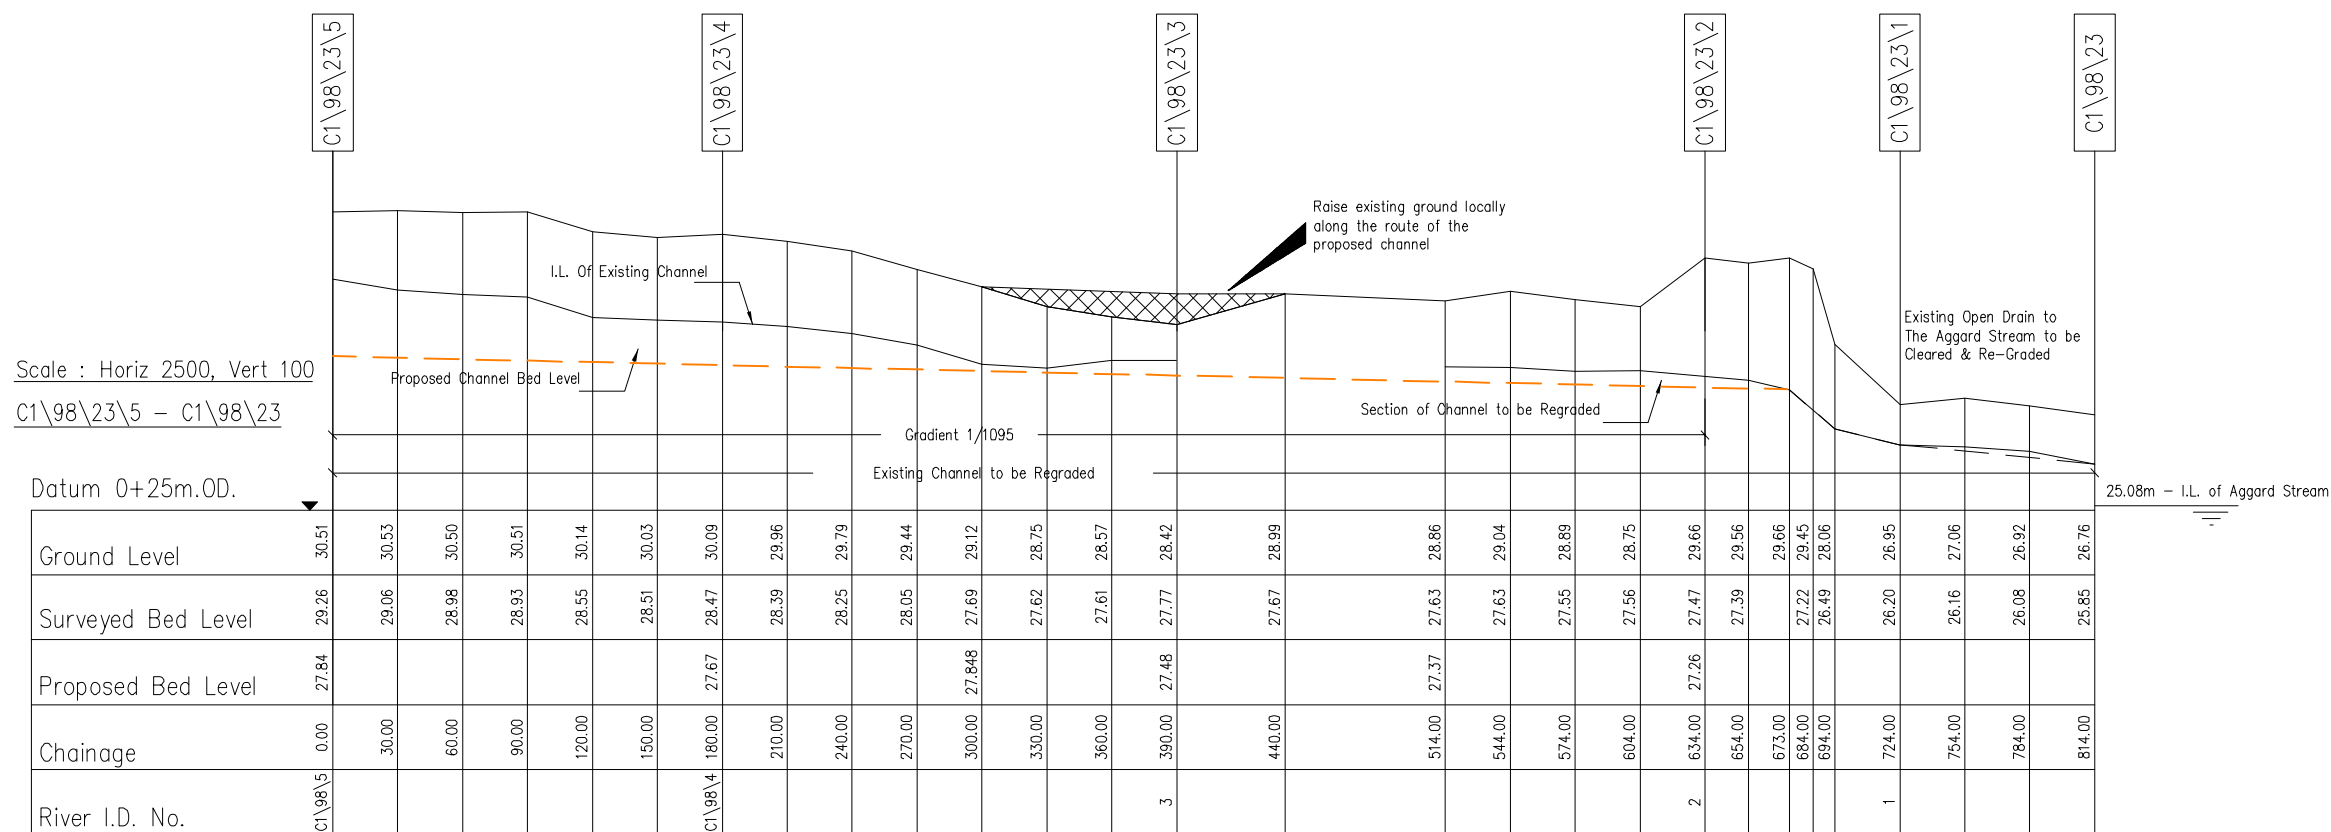 C1\98\23\5
C1\98\23\4
C1\98\23\3
C1\98\23\2
C1\98\23\1
C1\98\23
Raise existing ground locally
along the route of the
proposed channel
I.L. Of Existing Channel
Existing Open Drain to
The Aggard Stream to be
Cleared & Re-Graded
Scale : Horiz 2500, Vert 100
Proposed Channel Bed Level
C1\98\23\5 - C1\98\23
Section of Channel to be Regraded
Gradient 1/1095
Existing Channel to be Regraded
Datum 0+25m.OD.
25.08m - I.L. of Aggard Stream
Ground Level 30.51 30.53 30.50 30.51 30.14 30.03 30.09 29.96 29.79 29.44 29.12 28.75 28.57 28.42 28.99 28.86 29.04 28.89 28.75 29.66 29.56 29.66 29.45 28.06 26.95 27.06 26.92 26.76
Surveyed Bed Level 29.26 29.06 28.98 28.93 28.55 28.51 28.47 28.39 28.25 28.05 27.69 27.62 27.61 27.77 27.67 27.63 27.63 27.55 27.56 27.47 27.39 27.22 26.49 26.20 26.16 26.08 25.85
Proposed Bed Level 27.84 27.67 27.848 27.48 27.37 27.26
Chainage 0.00 30.00 60.00 90.00 120.00 150.00 180.00 210.00 240.00 270.00 300.00 330.00 360.00 390.00 440.00 514.00 544.00 574.00 604.00 634.00 654.00 673.00 684.00 694.00 724.00 754.00 784.00 814.00
River I.D. No. C1\98\5 C1\98\4 3 2 1